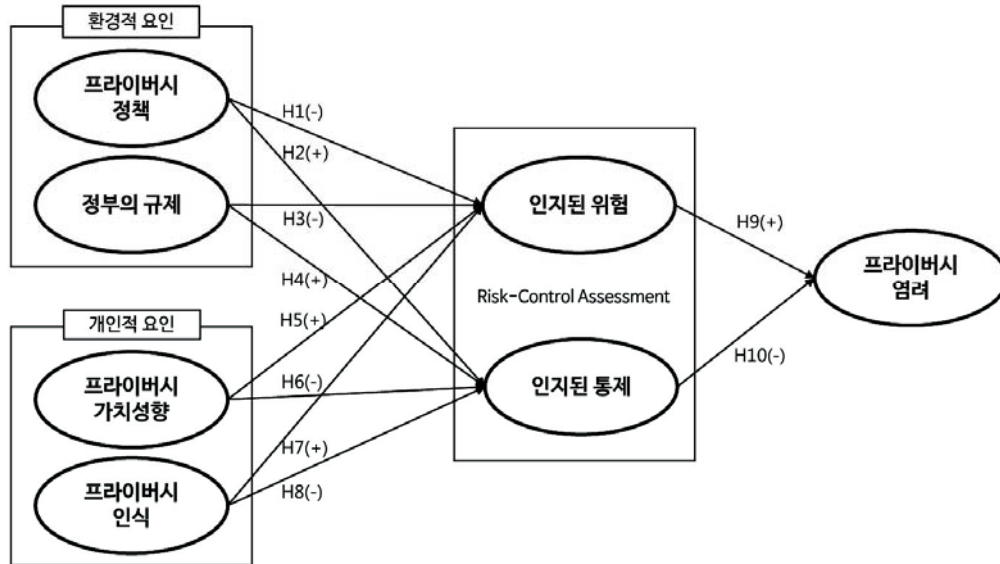 환경적 요인
프라이버시
정책
정부의 규제
개인적 요인
프라이버시
가치성향
프라이버시
인식
H1(-)
H2(+)
H3(-)
H4(+)
H5(+)
H6(-)
H7(+)
H8(-)
인지된 위험
Risk-Control Assessment
인지된 통제
H9(+)
H10(-)
프라이버시
염려